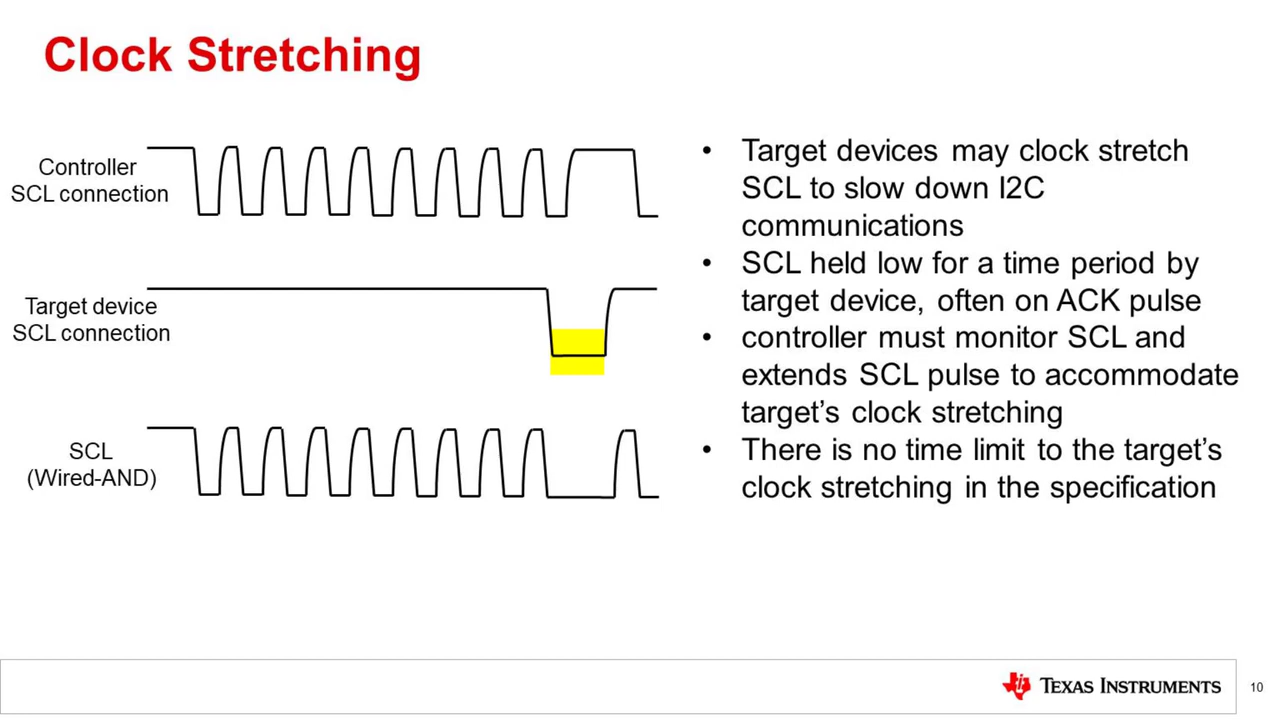 Clock Stretching
Controller
SCL connection
Target device
SCL connection
SCL
(Wired-AND)
• Target devices may clock stretch
SCL to slow down I2C
communications
• SCL held low for a time period by
target device, often on ACK pulse
• controller must monitor SCL and
extends SCL pulse to accommodate
target’s clock stretching
• There is no time limit to the target’s
clock stretching in the specification
TEXAS INSTRUMENTS
10